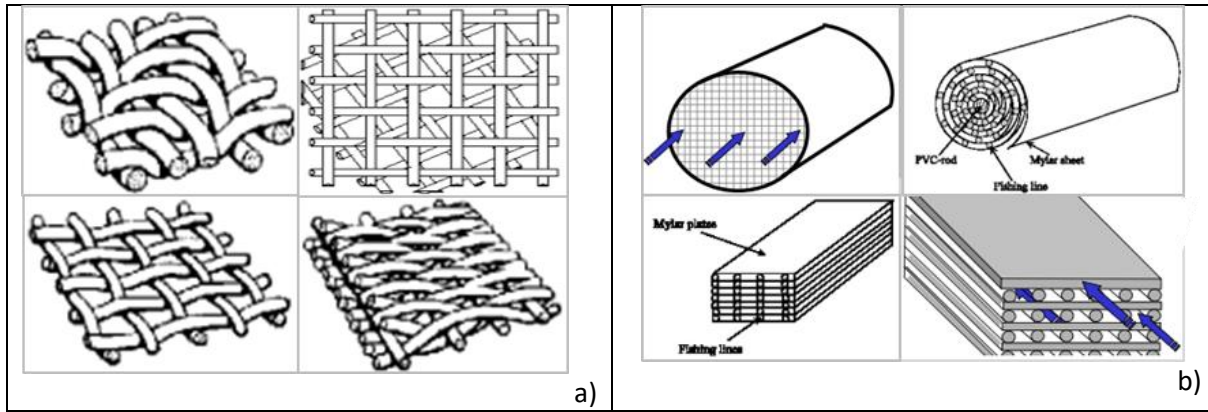 PVC-rod
Mylar sheet
Fishing line
Mylar plates
Fishing lines
a)
b)